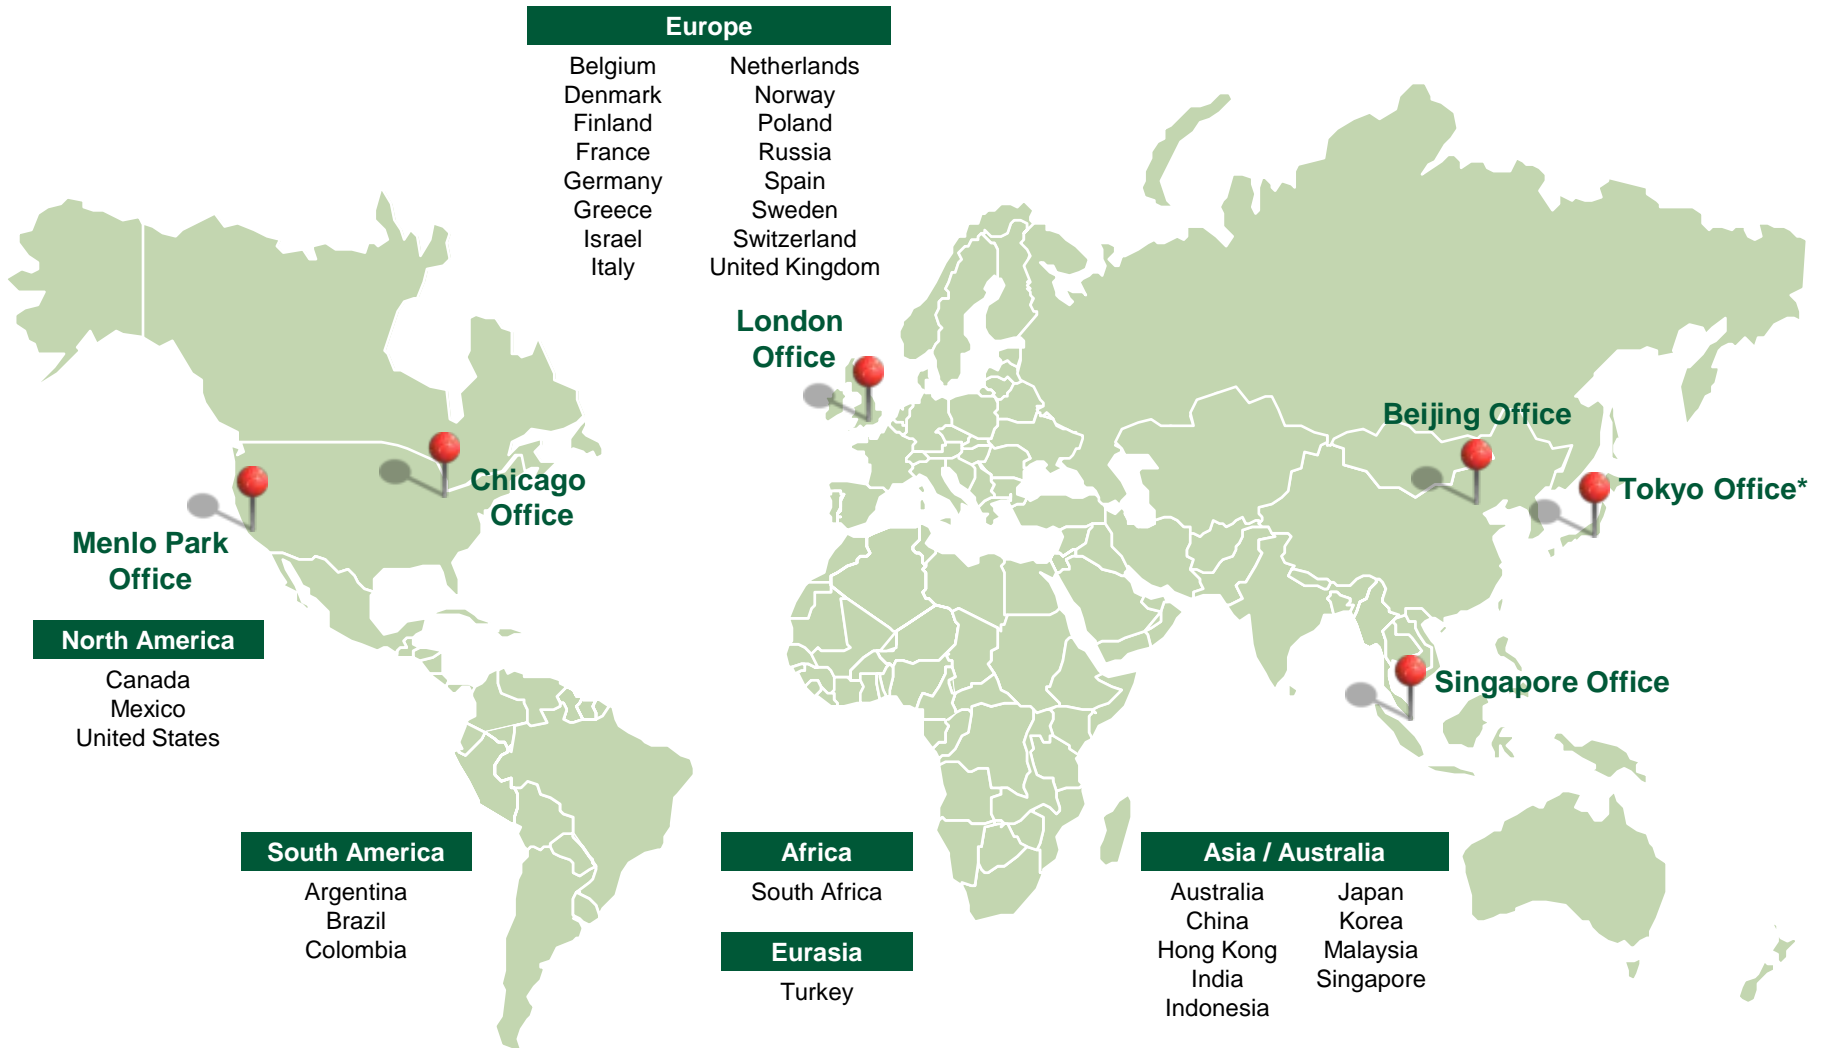 Europe
Belgium
Denmark
Finland
France
Germany
Greece
Israel
Italy
Netherlands
Norway
Poland
Russia
Spain
Sweden
Switzerland
United Kingdom
London
Office
Beijing Office
Tokyo Office*
Chicago
Office
Menlo Park
Office
Singapore Office
North America
Canada
Mexico
United States
South America
Argentina
Brazil
Colombia
Africa
South Africa
Eurasia
Turkey
Asia / Australia
Australia
China
Hong Kong
India
Indonesia
Japan
Korea
Malaysia
Singapore